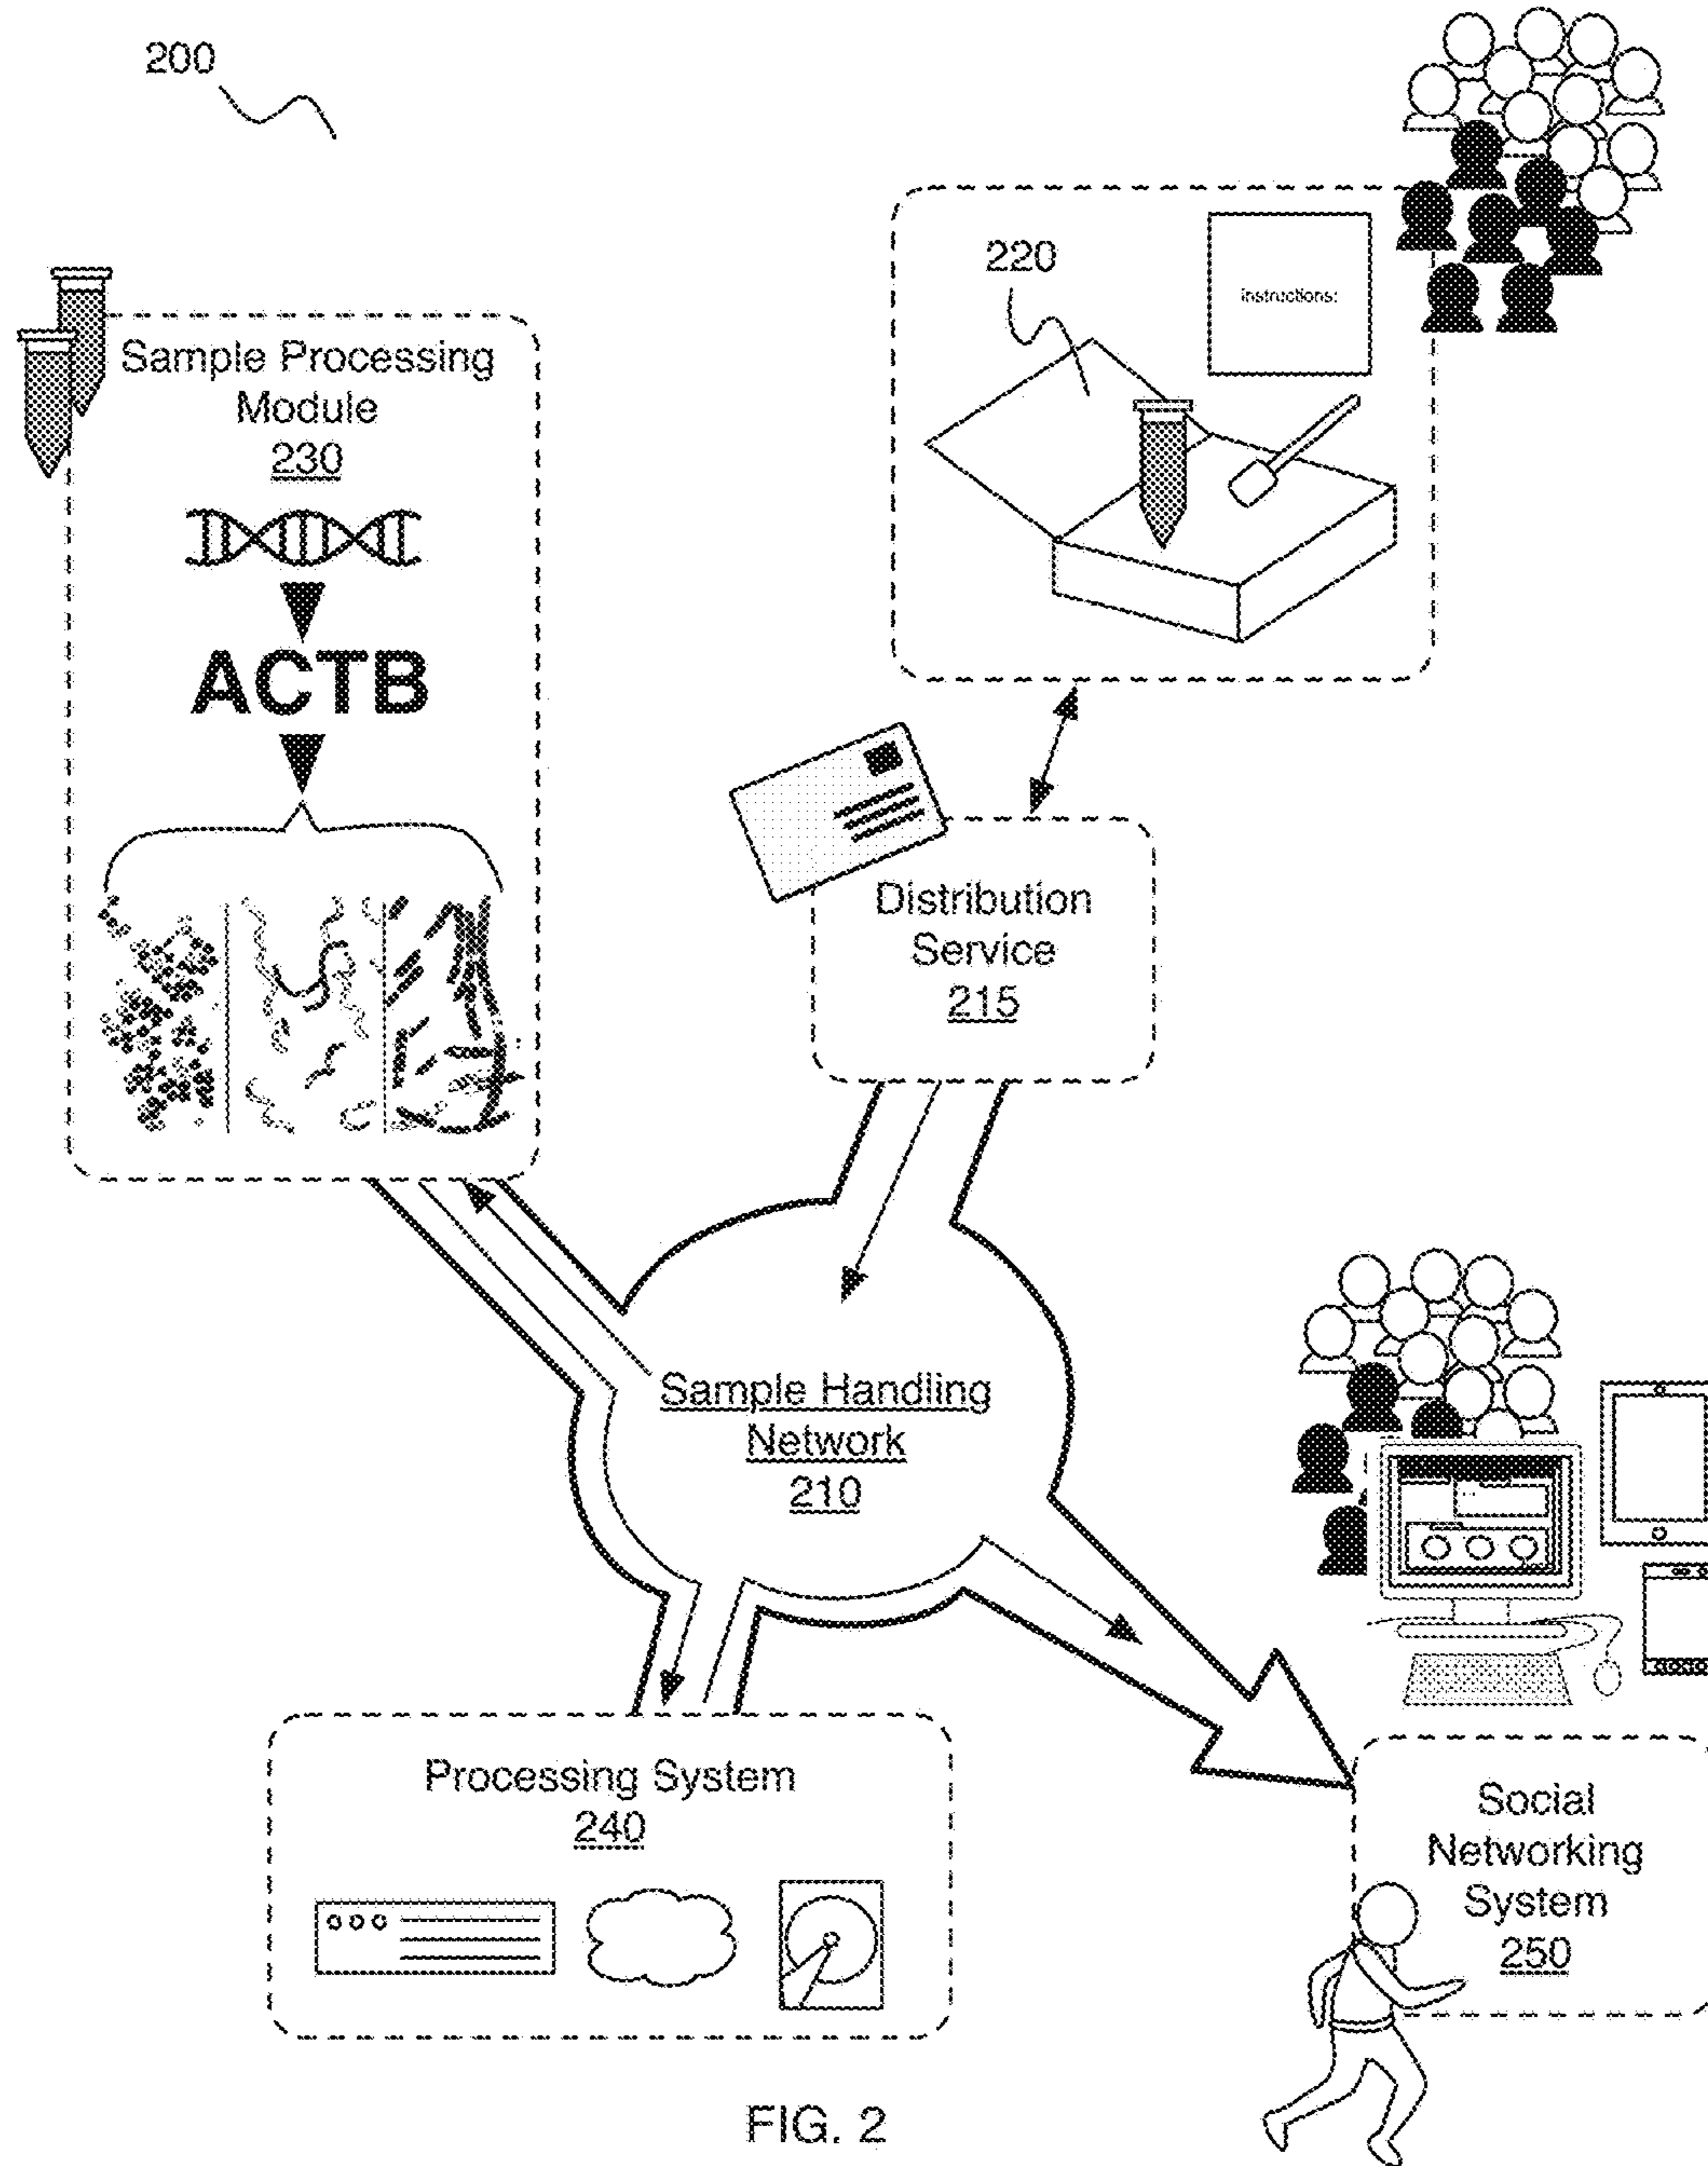 200
220
instructions:
Sample Processing
Module
230
ACTB
Distribution
Service
215
Sample Handling
Network
210
Processing System
240
Social
Networking
System
250
FIG. 2